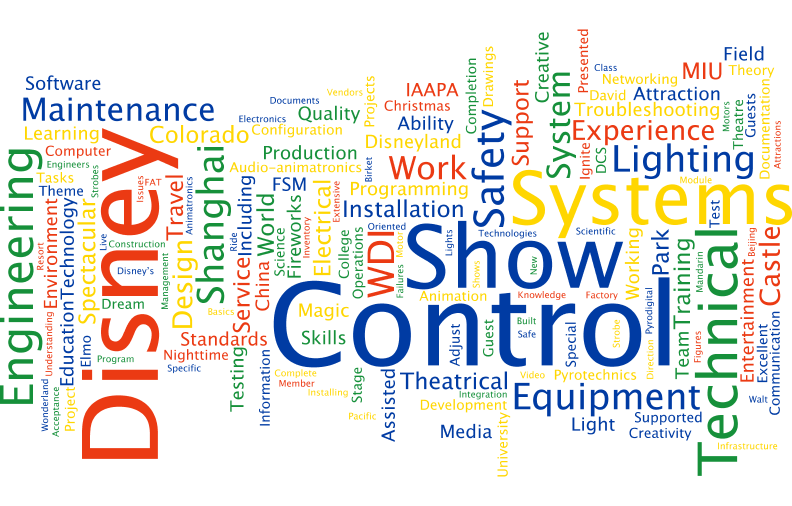 Software
Maintenance
Learning
Computer
Engineers
Tasks
Theme
Strobes
Engineering
Resort
Environment
Understanding
Technology
Education
Spectacular
Live
Disney
Issues
FAT
Travel
Animatronics
Construction
Disney's
Management
Dream
Design
Elmo
Program
Wonderland
Acceptance
Project
Colorado
Electronics
Documents
Configuration
Quality
Vendors
Projects
Production
Audio-animatronics
Birket
Shanghai
Including
FSM
World
Ride
Science
Fireworks
Service
China
Inventory
Electrical
Extensive
Basics
Standards
Nighttime
Specific
Testing
Information
Complete
Member
Installing
Magic
Skills
Stage
Pacific
College
Operations
IAAPA
Christmas
Ability
Disneyland
Work
Programming
Installation
Oriented
WDI
Motor
Failures
Completion
Drawings
Safety
Support
Creative
System
Presented
Class
Ignite
DCS
Networking
David
Troubleshooting
Experience
Attraction
MIU
Field
Theory
Motors
Theatre
Guests
Documentation
Attractions
Lighting
Module
Systems
Show
Lights
Technologies
Scientific
Shows
New
Animation
Knowledge
Factory
Control
Working
Park
Test
Training
Team
Mandarin
Technical
Beijing
Castle
Entertainment
Excellent
Communication
Walt
Figures
Pyrodigital
Direction
Strobe
Special
Built
Safe
Guest
Adjust
Video
Pyrotechnics
Theatrical
Integration
Equipment
Assisted
Development
Media
University
Light
Supported
Creativity
Infrastructure